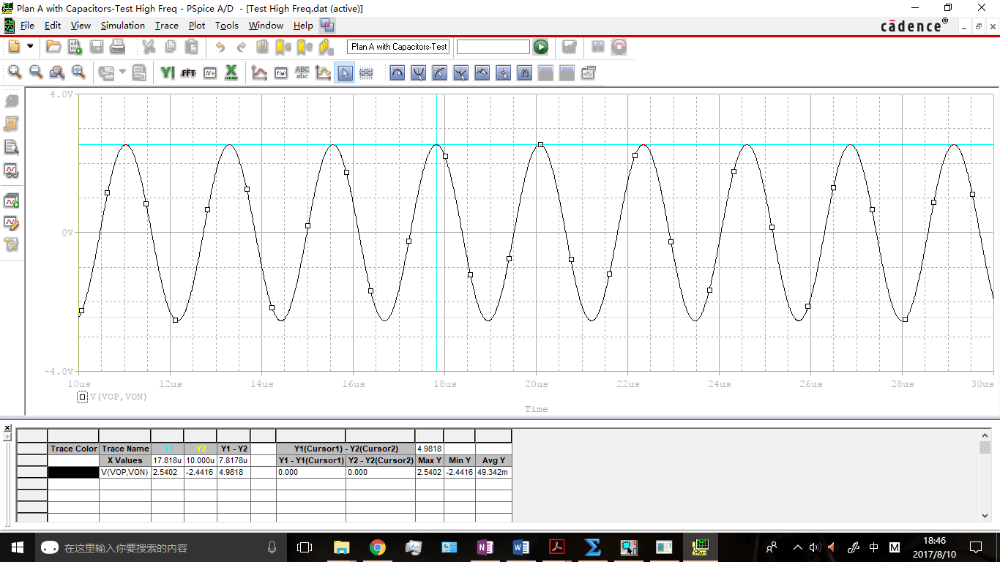 Plan A with Capacitors-Test High Freq - PSpice A/D - [Test High Freq.dat (active)]
File Edit View Simulation Trace Plot Tools Window Help
cādence®
Plan A with Capacitors-Test
FFT
ABC
abc
4.0V
0V
-4.0V
10us 12us 14us 16us 18us 20us 22us 24us 26us 28us 30us
V(VOP,VON)
Time
Trace Color Trace Name Y1 Y2 Y1 - Y2 Y1(Cursor1) - Y2(Cursor2) 4.9818
X Values 17.818u 10.000u 7.8178u Y1 - Y1(Cursor1) Y2 - Y2(Cursor2) Max Y Min Y Avg Y
V(VOP,VON) 2.5402 -2.4416 4.9818 0.000 0.000 2.5402 -2.4416 49.342m
在这里输入你要搜索的内容
中 M 18:46
2017/8/10